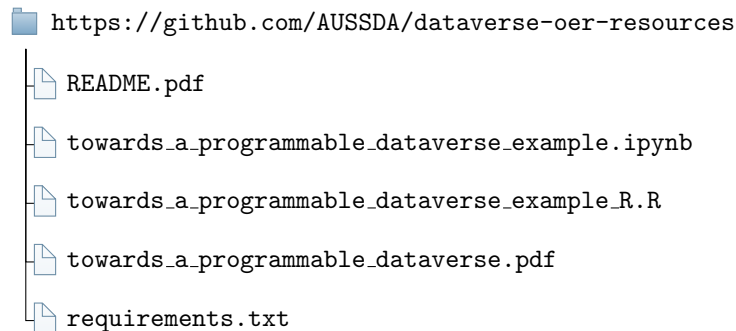 https://github.com/AUSSDA/dataverse-oer-resources
README.pdf
towards_a_programmable_dataverse_example.ipynb
towards_a_programmable_dataverse_example_R.R
towards_a_programmable_dataverse.pdf
requirements.txt